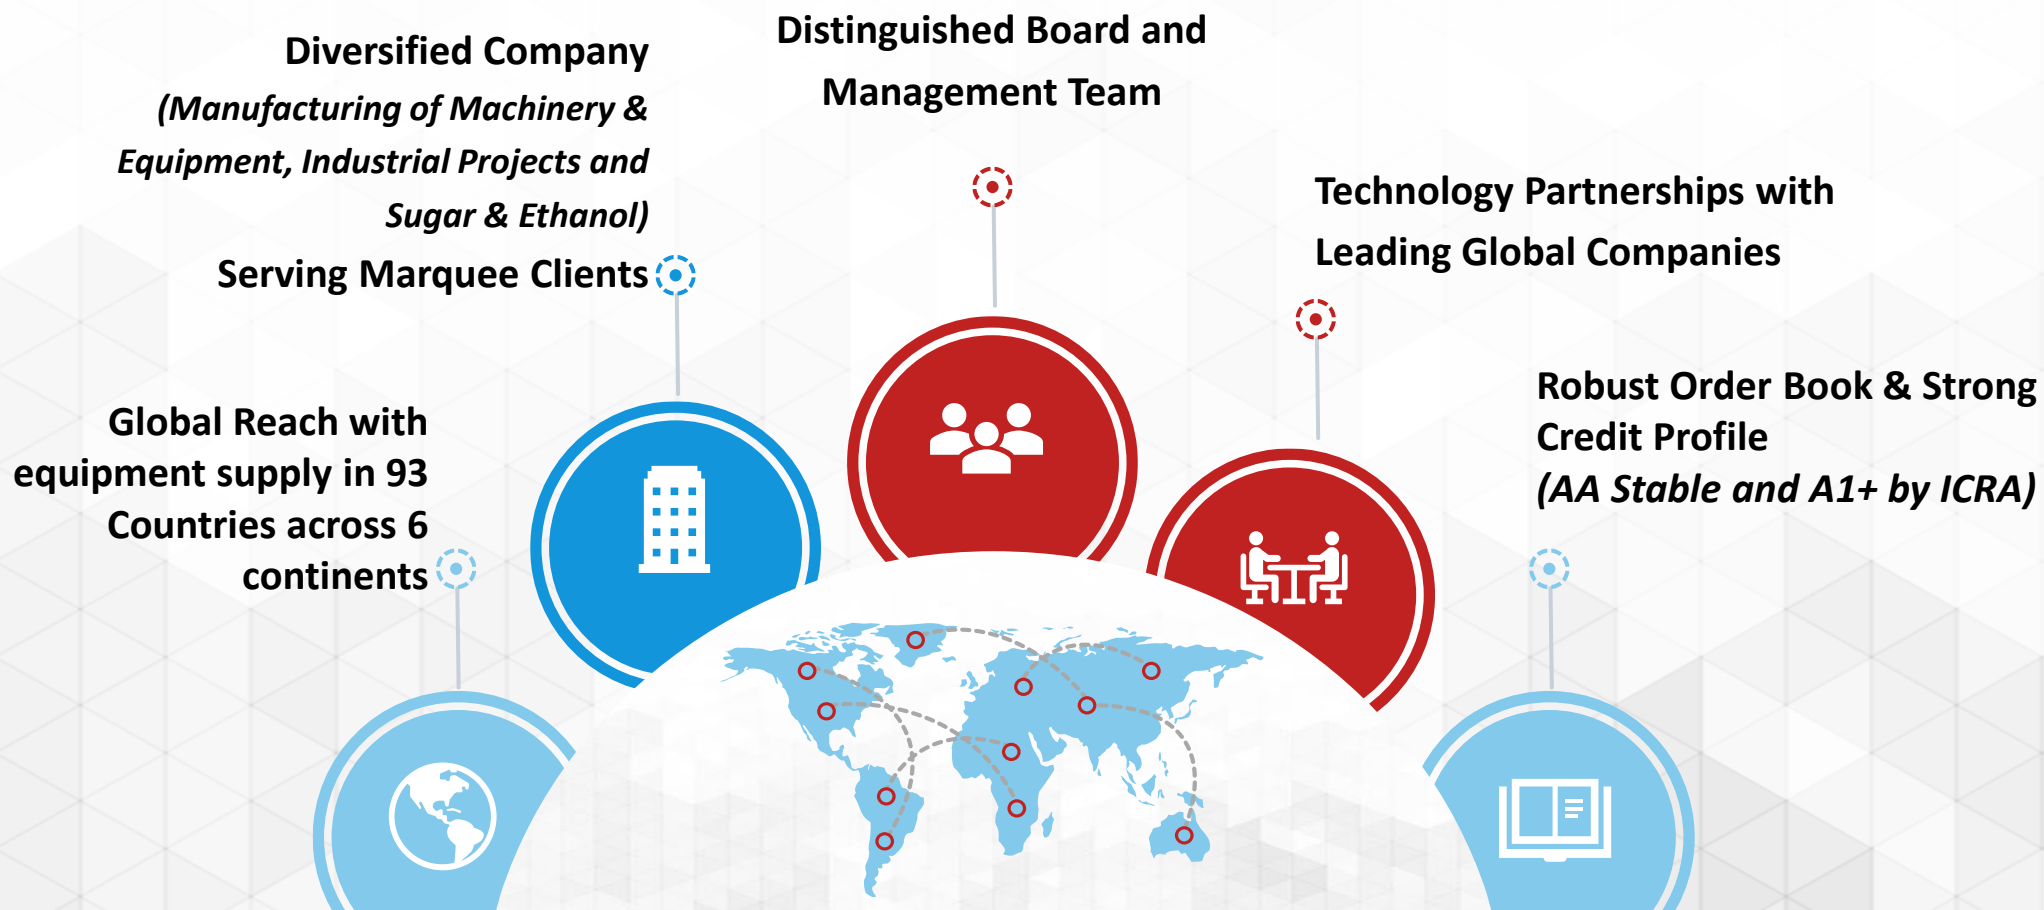 Diversified Company
(Manufacturing of Machinery &
Equipment, Industrial Projects and
Sugar & Ethanol)
Serving Marquee Clients
Distinguished Board and
Management Team
Technology Partnerships with
Leading Global Companies
Global Reach with
equipment supply in 93
Countries across 6
continents
Robust Order Book & Strong
Credit Profile
(AA Stable and A1+ by ICRA)